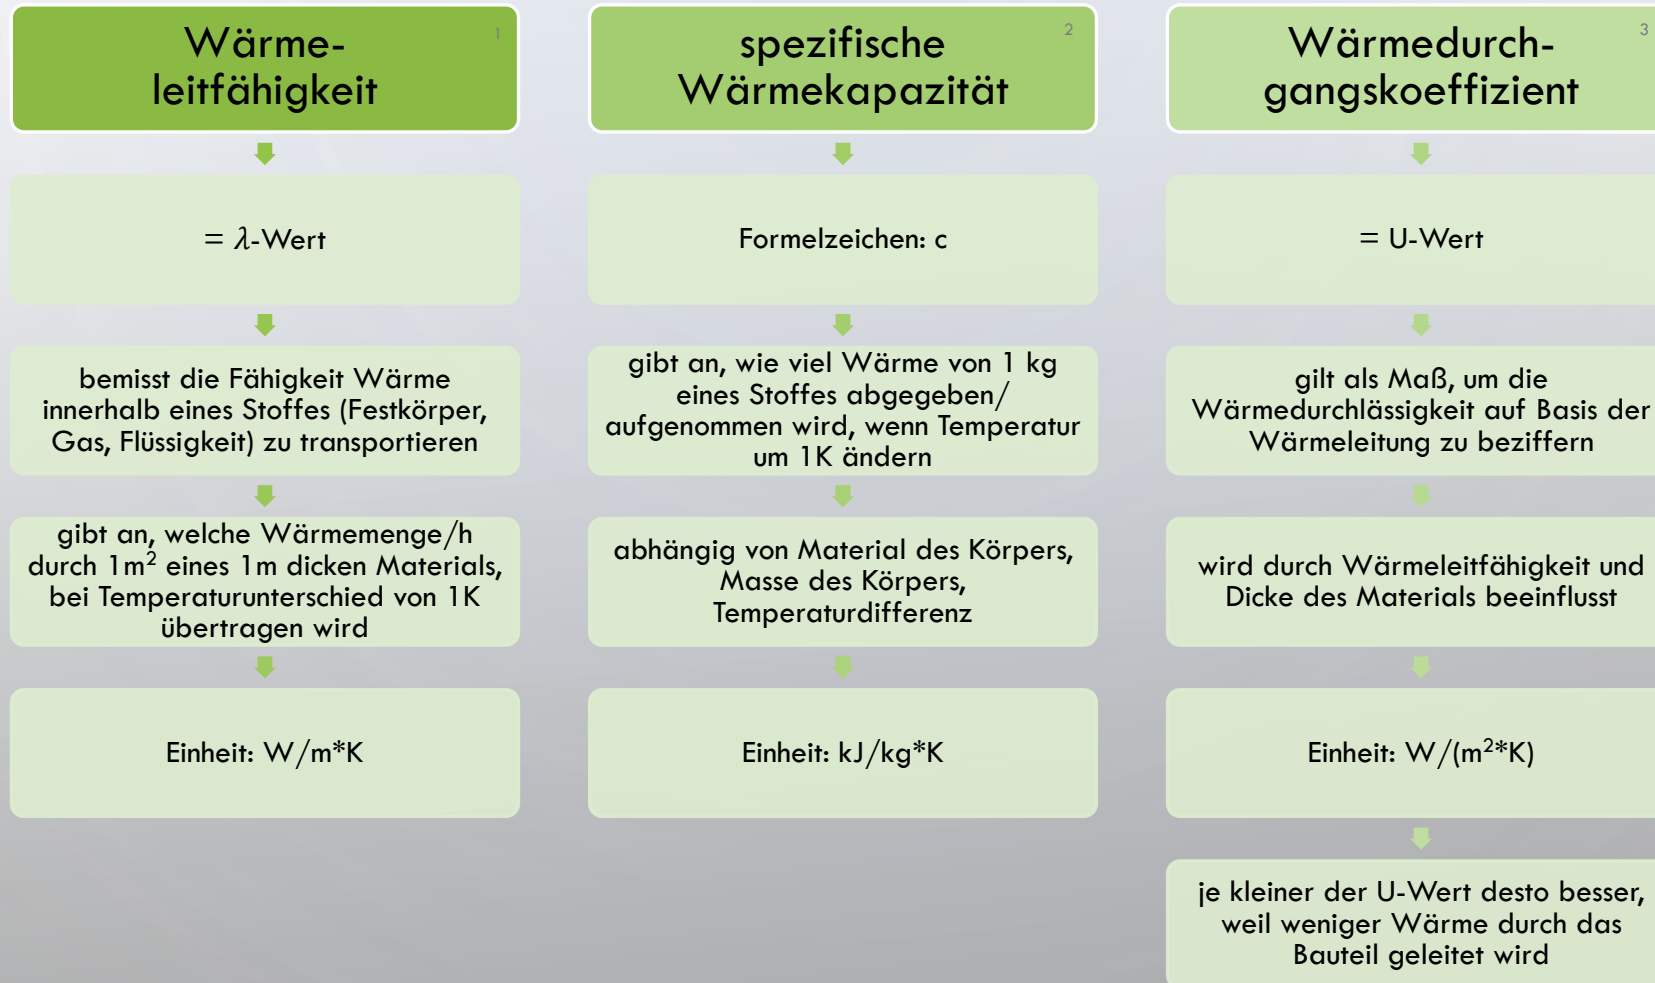 Wärme-
leitfähigkeit
1
= λ-Wert
bemisst die Fähigkeit Wärme
innerhalb eines Stoffes (Festkörper,
Gas, Flüssigkeit) zu transportieren
gibt an, welche Wärmemenge/h
durch 1m² eines 1m dicken Materials,
bei Temperaturunterschied von 1K
übertragen wird
Einheit: W/m*K
spezifische
Wärmekapazität
2
Formelzeichen: c
gibt an, wie viel Wärme von 1 kg
eines Stoffes abgegeben/
aufgenommen wird, wenn Temperatur
um 1K ändern
abhängig von Material des Körpers,
Masse des Körpers,
Temperaturdifferenz
Einheit: kJ/kg*K
Wärmedurch-
gangskoeffizient
3
= U-Wert
gilt als Maß, um die
Wärmedurchlässigkeit auf Basis der
Wärmeleitung zu beziffern
wird durch Wärmeleitfähigkeit und
Dicke des Materials beeinflusst
Einheit: W/(m²*K)
je kleiner der U-Wert desto besser,
weil weniger Wärme durch das
Bauteil geleitet wird